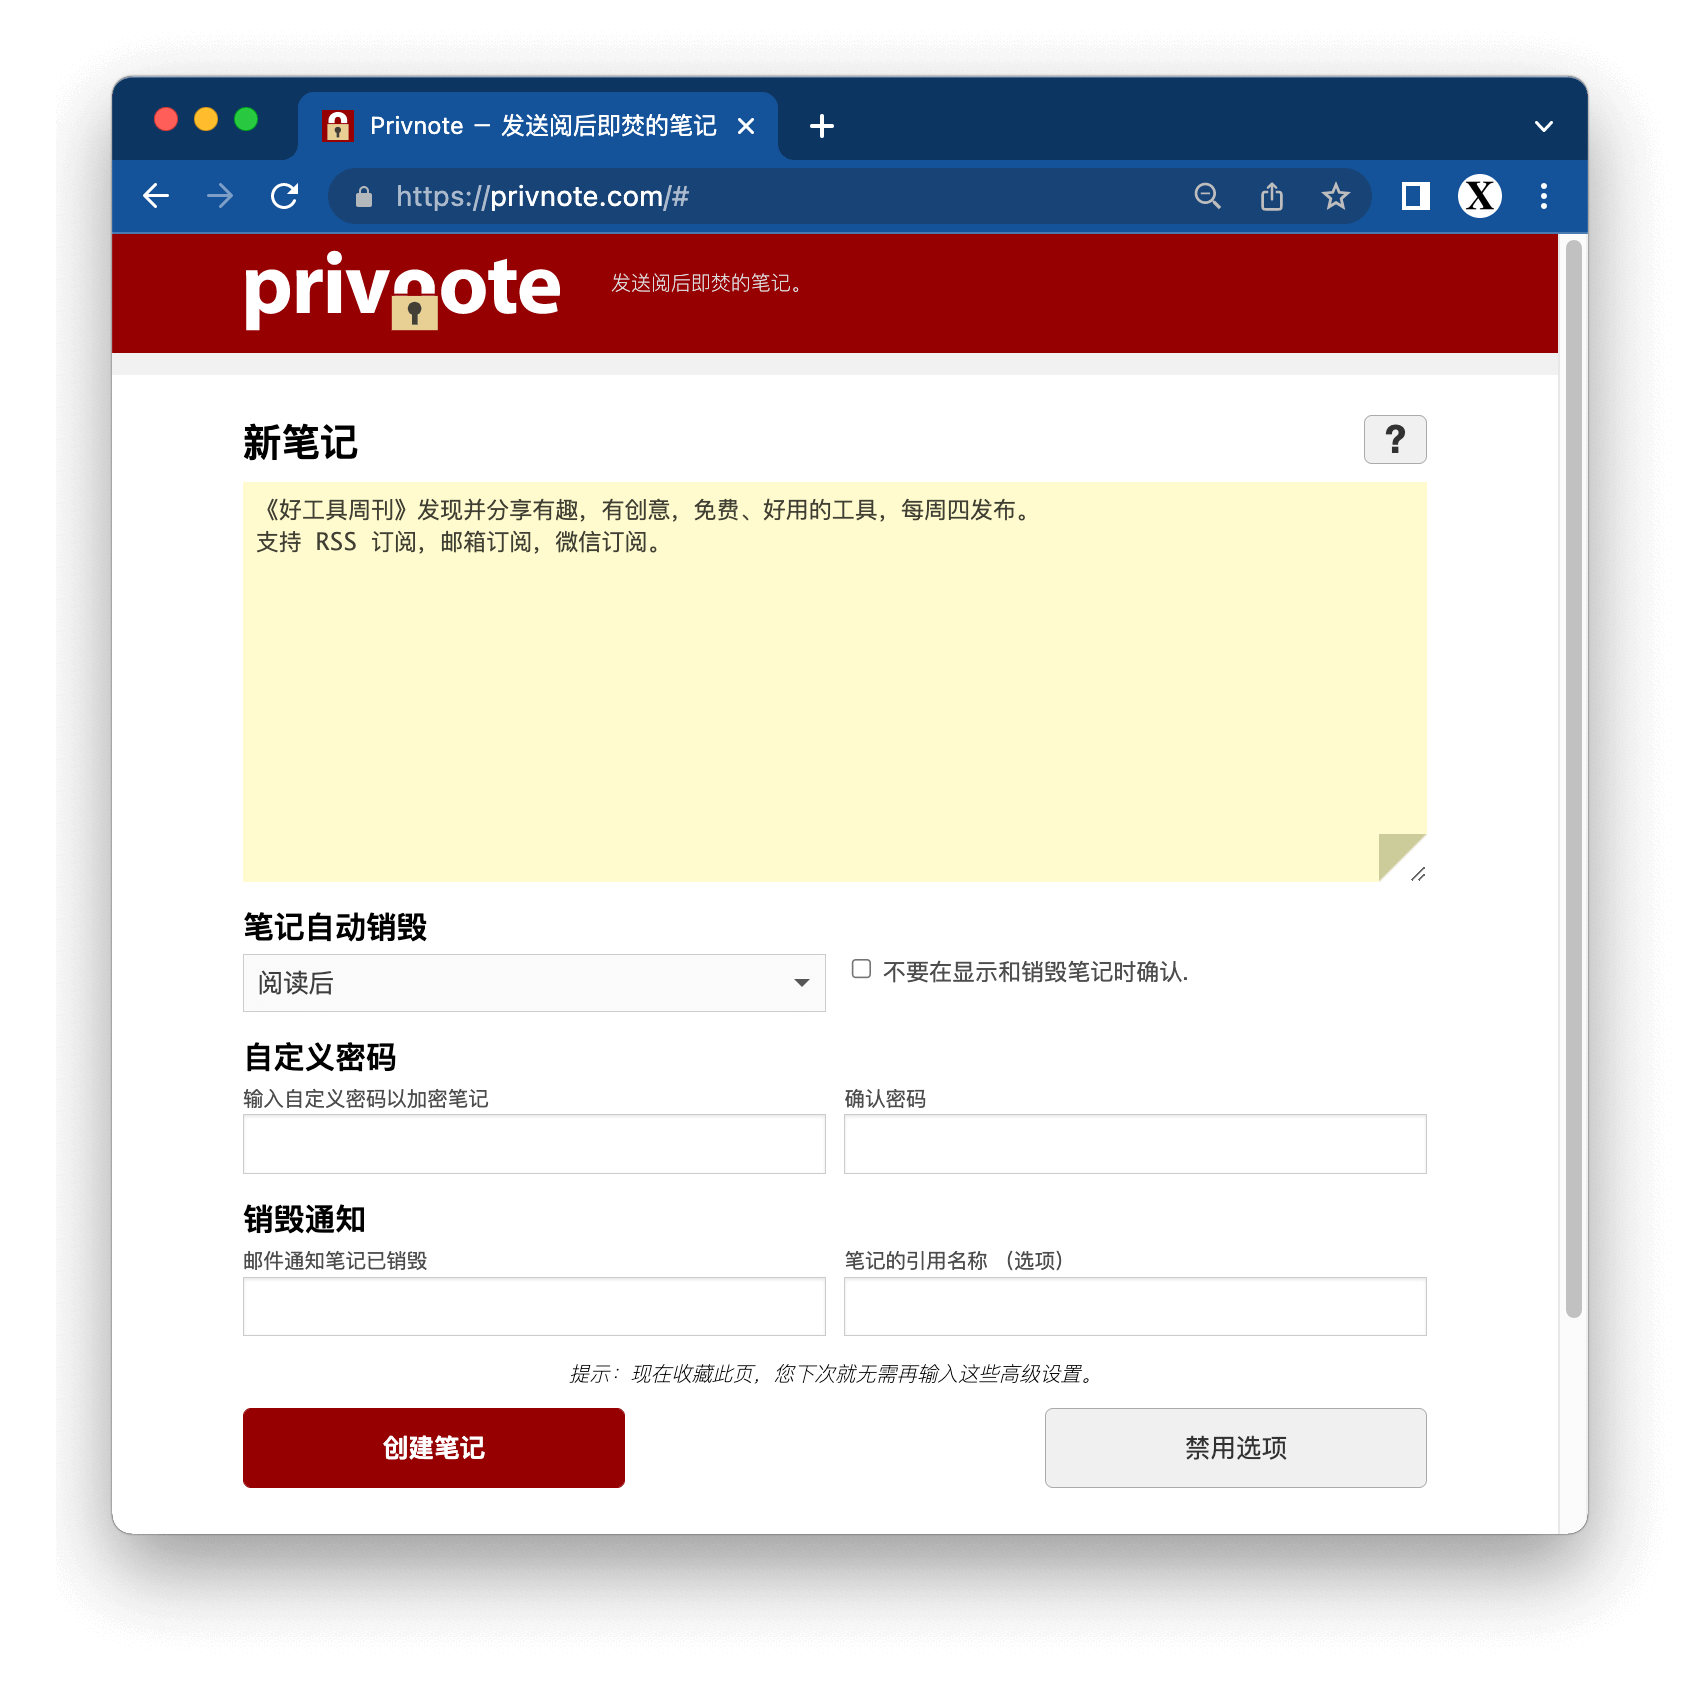 Privnote — 发送阅后即焚的笔记
https://privnote.com/#
X
privnote
发送阅后即焚的笔记。
新笔记
?
《好工具周刊》发现并分享有趣，有创意，免费、好用的工具，每周四发布。
支持 RSS 订阅，邮箱订阅，微信订阅。
笔记自动销毁
阅读后
不要在显示和销毁笔记时确认.
自定义密码
输入自定义密码以加密笔记
确认密码
销毁通知
邮件通知笔记已销毁
笔记的引用名称 （选项）
提示：现在收藏此页，您下次就无需再输入这些高级设置。
创建笔记
禁用选项